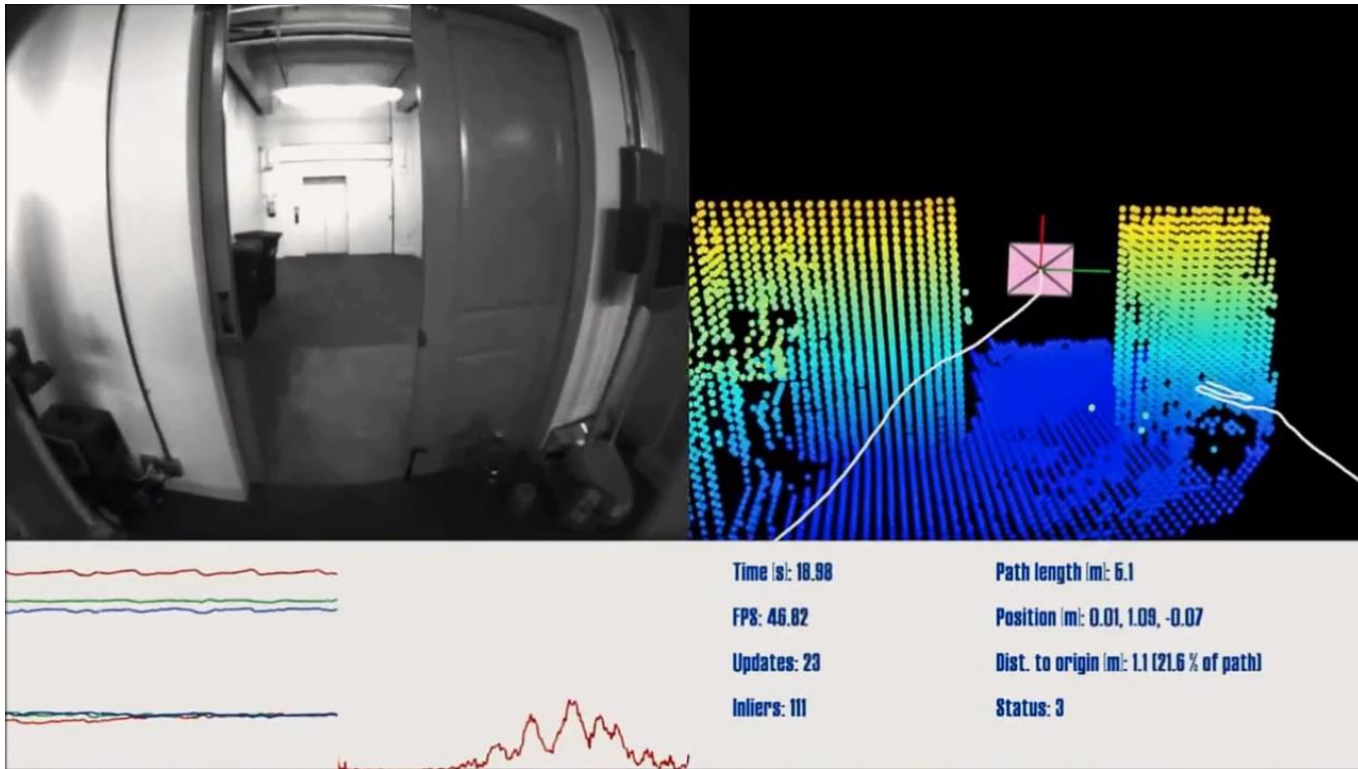 Time [s]: 18.98
FPS: 46.82
Updates: 23
Inliers: 111
Path length [m]: 5.1
Position [m]: 0.01, 1.09, -0.07
Dist. to origin [m]: 1.1 (21.6 % of path)
Status: 3